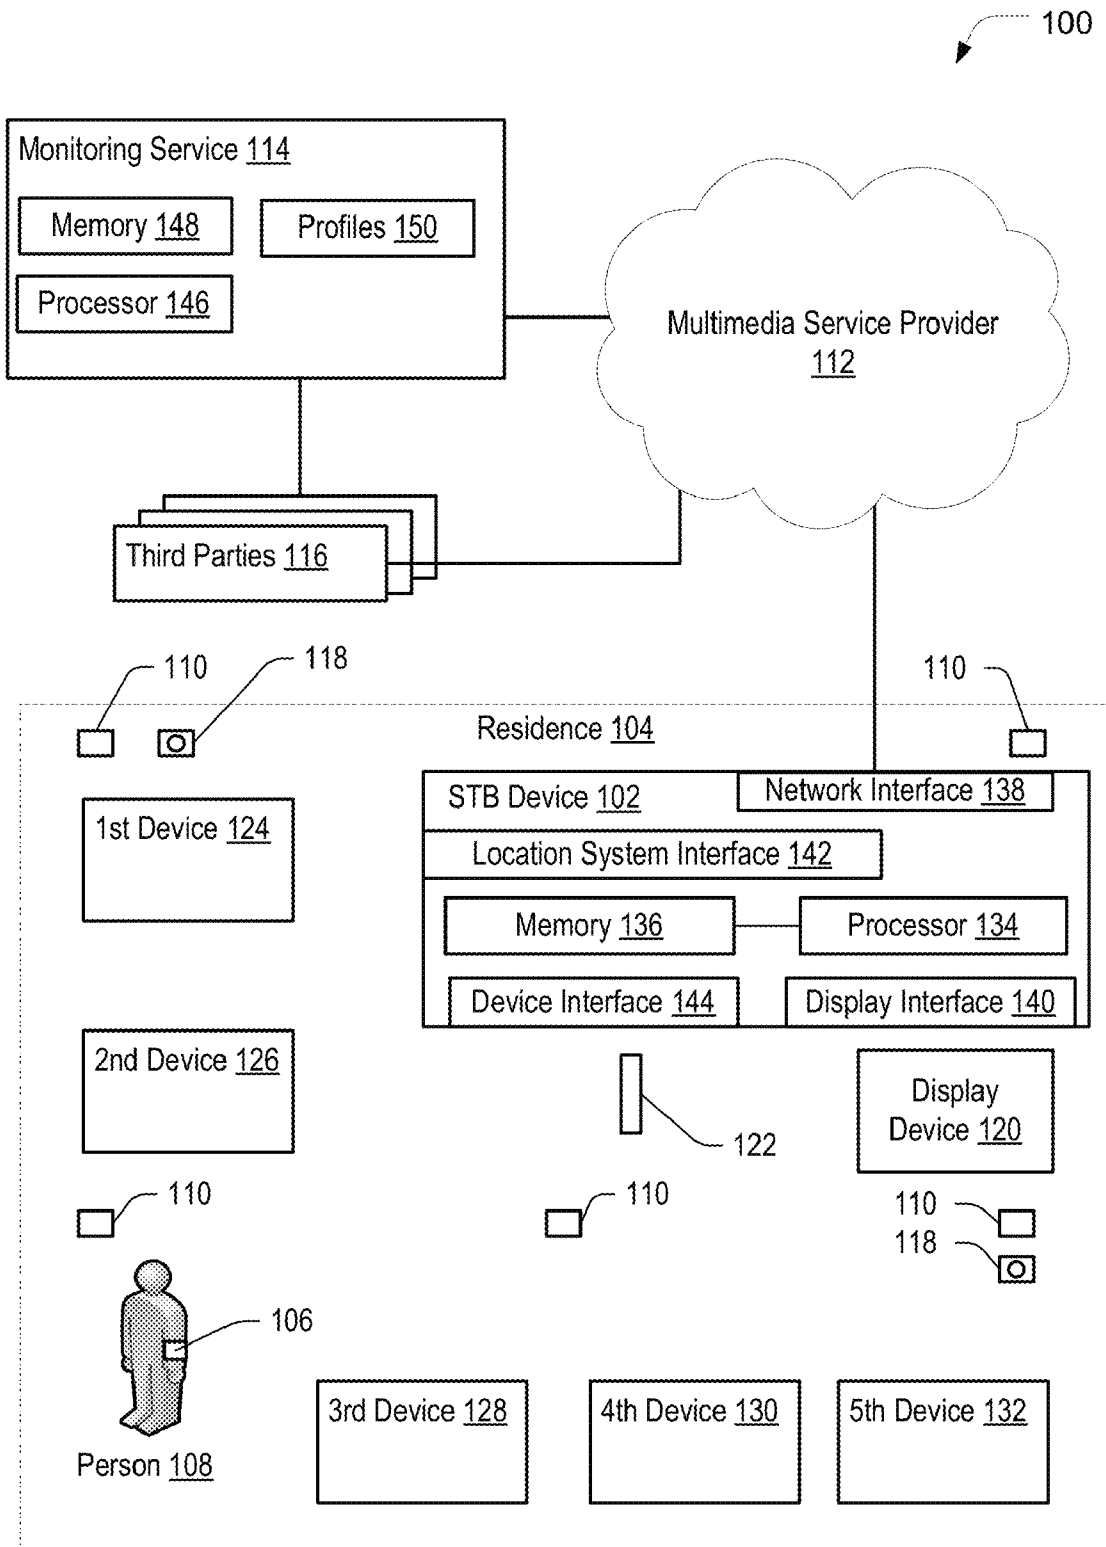 100
Monitoring Service 114
Memory 148
Profiles 150
Processor 146
Multimedia Service Provider
112
Third Parties 116
110
118
110
Residence 104
STB Device 102
Network Interface 138
1st Device 124
Location System Interface 142
Memory 136
Processor 134
Device Interface 144
Display Interface 140
2nd Device 126
Display
Device 120
122
110
110
110
118
106
3rd Device 128
4th Device 130
5th Device 132
Person 108